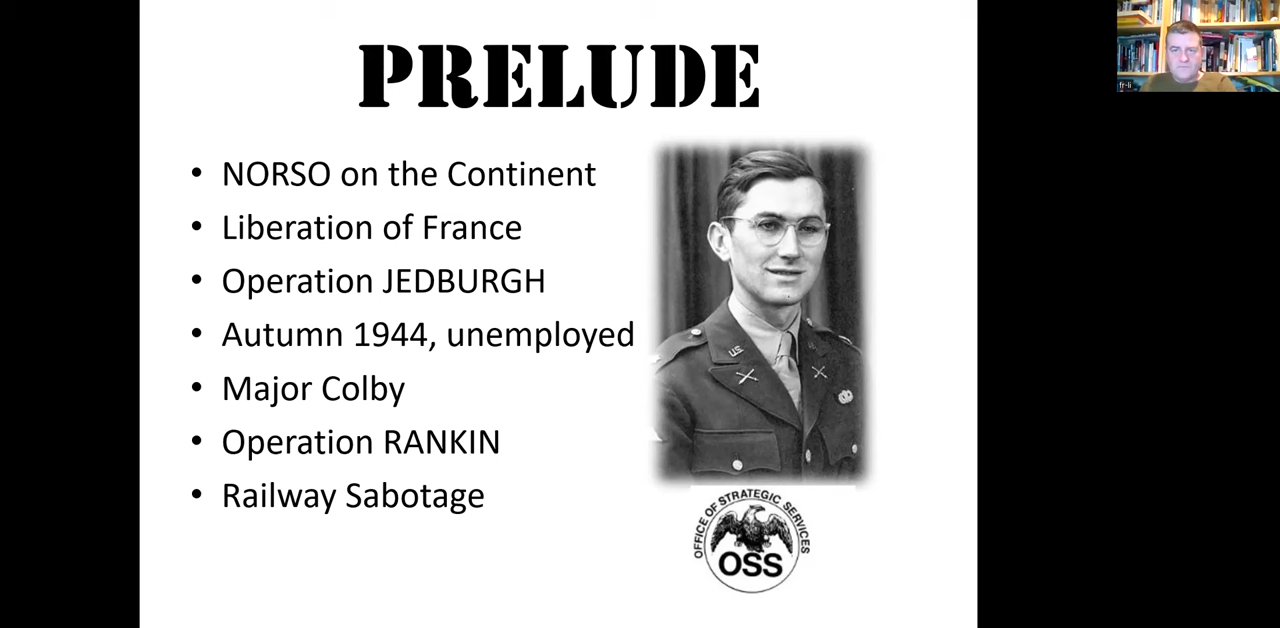 PRELUDE
• NORSO on the Continent
• Liberation of France
• Operation JEDBURGH
• Autumn 1944, unemployed
• Major Colby
• Operation RANKIN
• Railway Sabotage
OFFICE OF STRATEGIC SERVICES
OSS